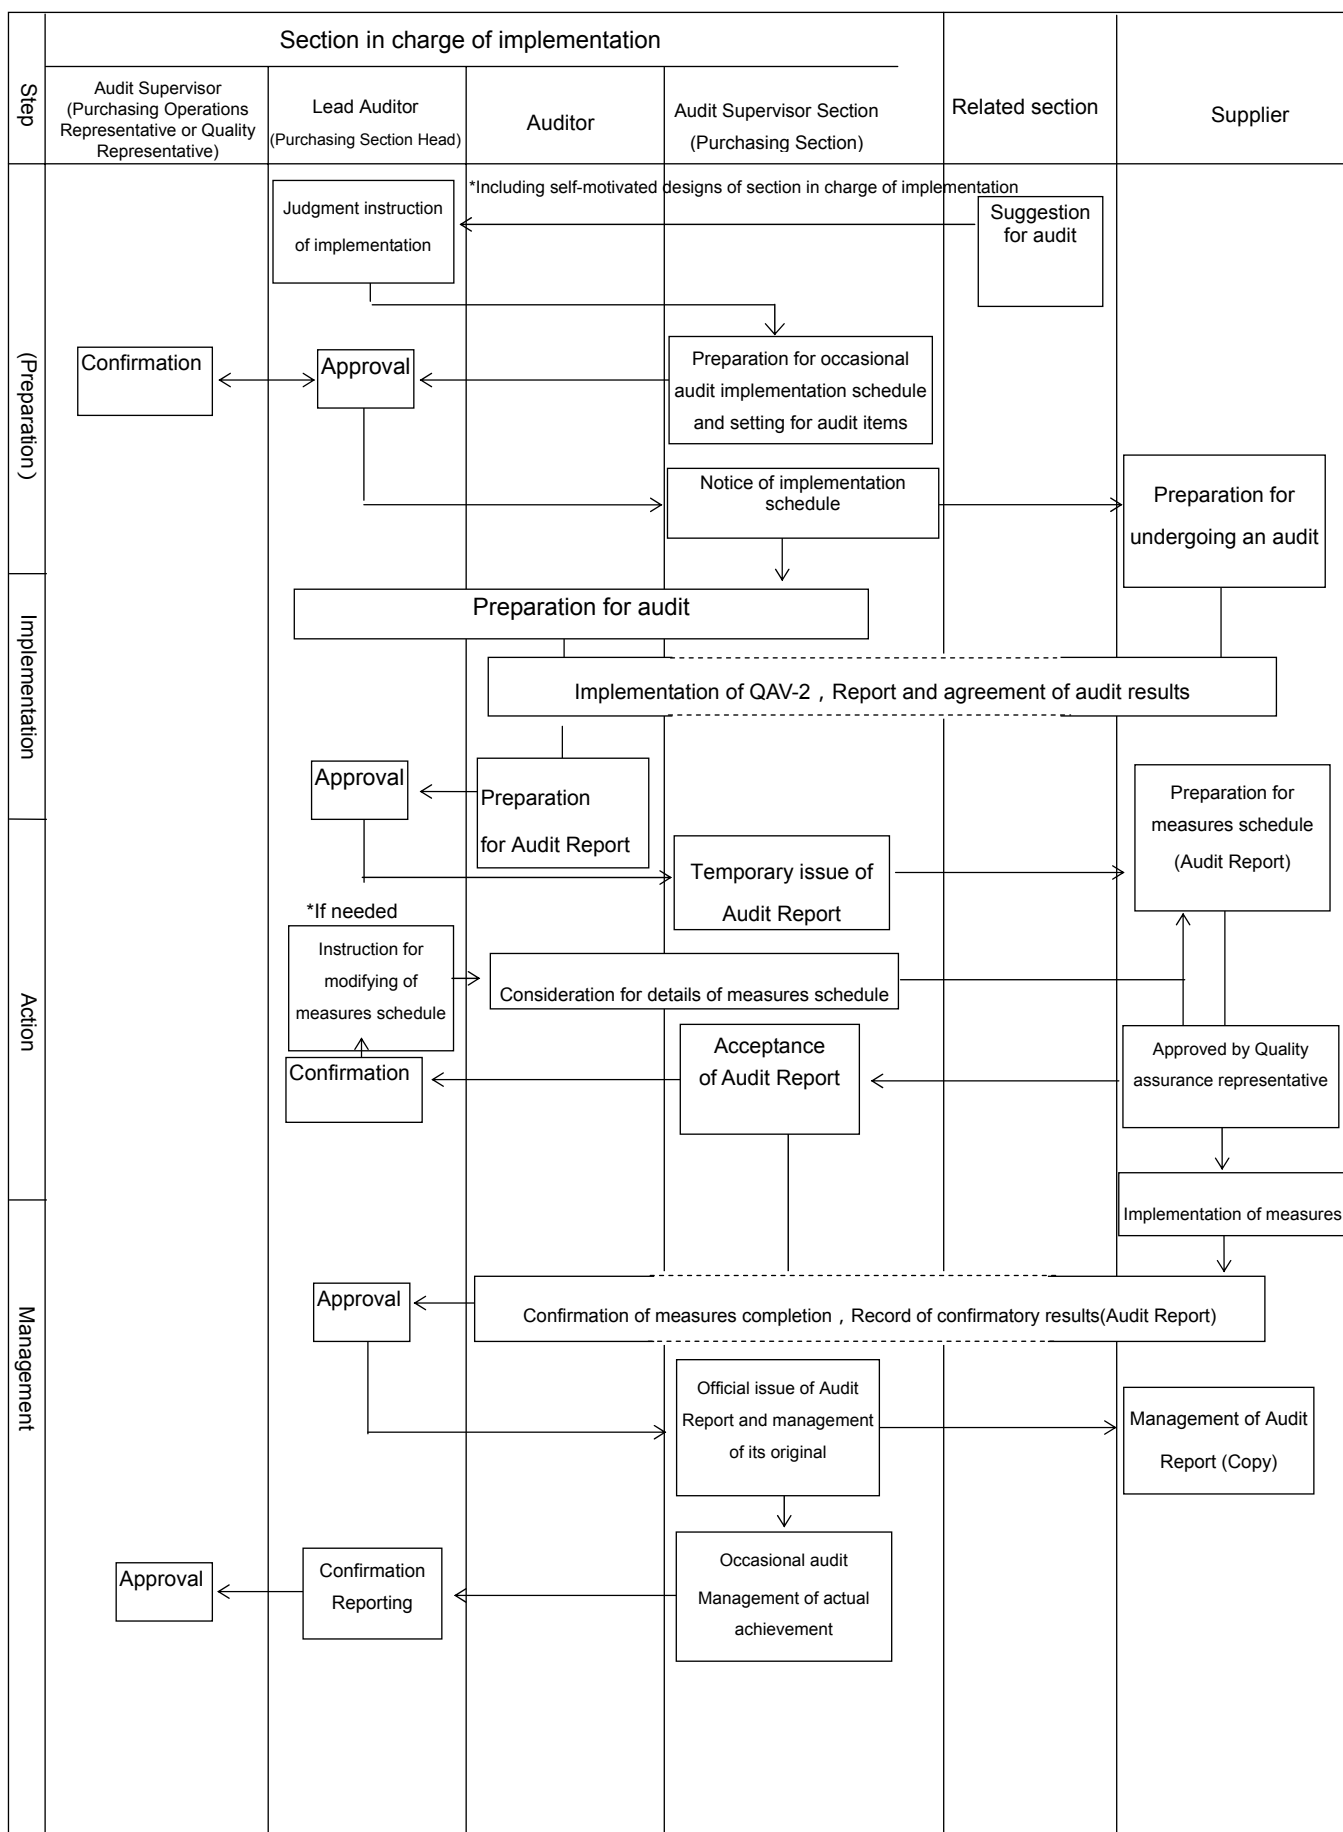 Section in charge of implementation
Step
Audit Supervisor
(Purchasing Operations
Representative or Quality
Representative)
Lead Auditor
(Purchasing Section Head)
Auditor
Audit Supervisor Section
(Purchasing Section)
Related section
Supplier
(Preparation)
*Including self-motivated designs of section in charge of implementation
Judgment instruction
of implementation
Suggestion
for audit
Confirmation
Approval
Preparation for occasional
audit implementation schedule
and setting for audit items
Notice of implementation
schedule
Preparation for
undergoing an audit
Implementation
Preparation for audit
Implementation of QAV-2 , Report and agreement of audit results
Approval
Preparation
for Audit Report
Preparation for
measures schedule
(Audit Report)
Action
Temporary issue of
Audit Report
*If needed
Instruction for
modifying of
measures schedule
Consideration for details of measures schedule
Confirmation
Acceptance
of Audit Report
Approved by Quality
assurance representative
Implementation of measures
Management
Approval
Confirmation of measures completion , Record of confirmatory results(Audit Report)
Official issue of Audit
Report and management
of its original
Management of Audit
Report (Copy)
Approval
Confirmation
Reporting
Occasional audit
Management of actual
achievement